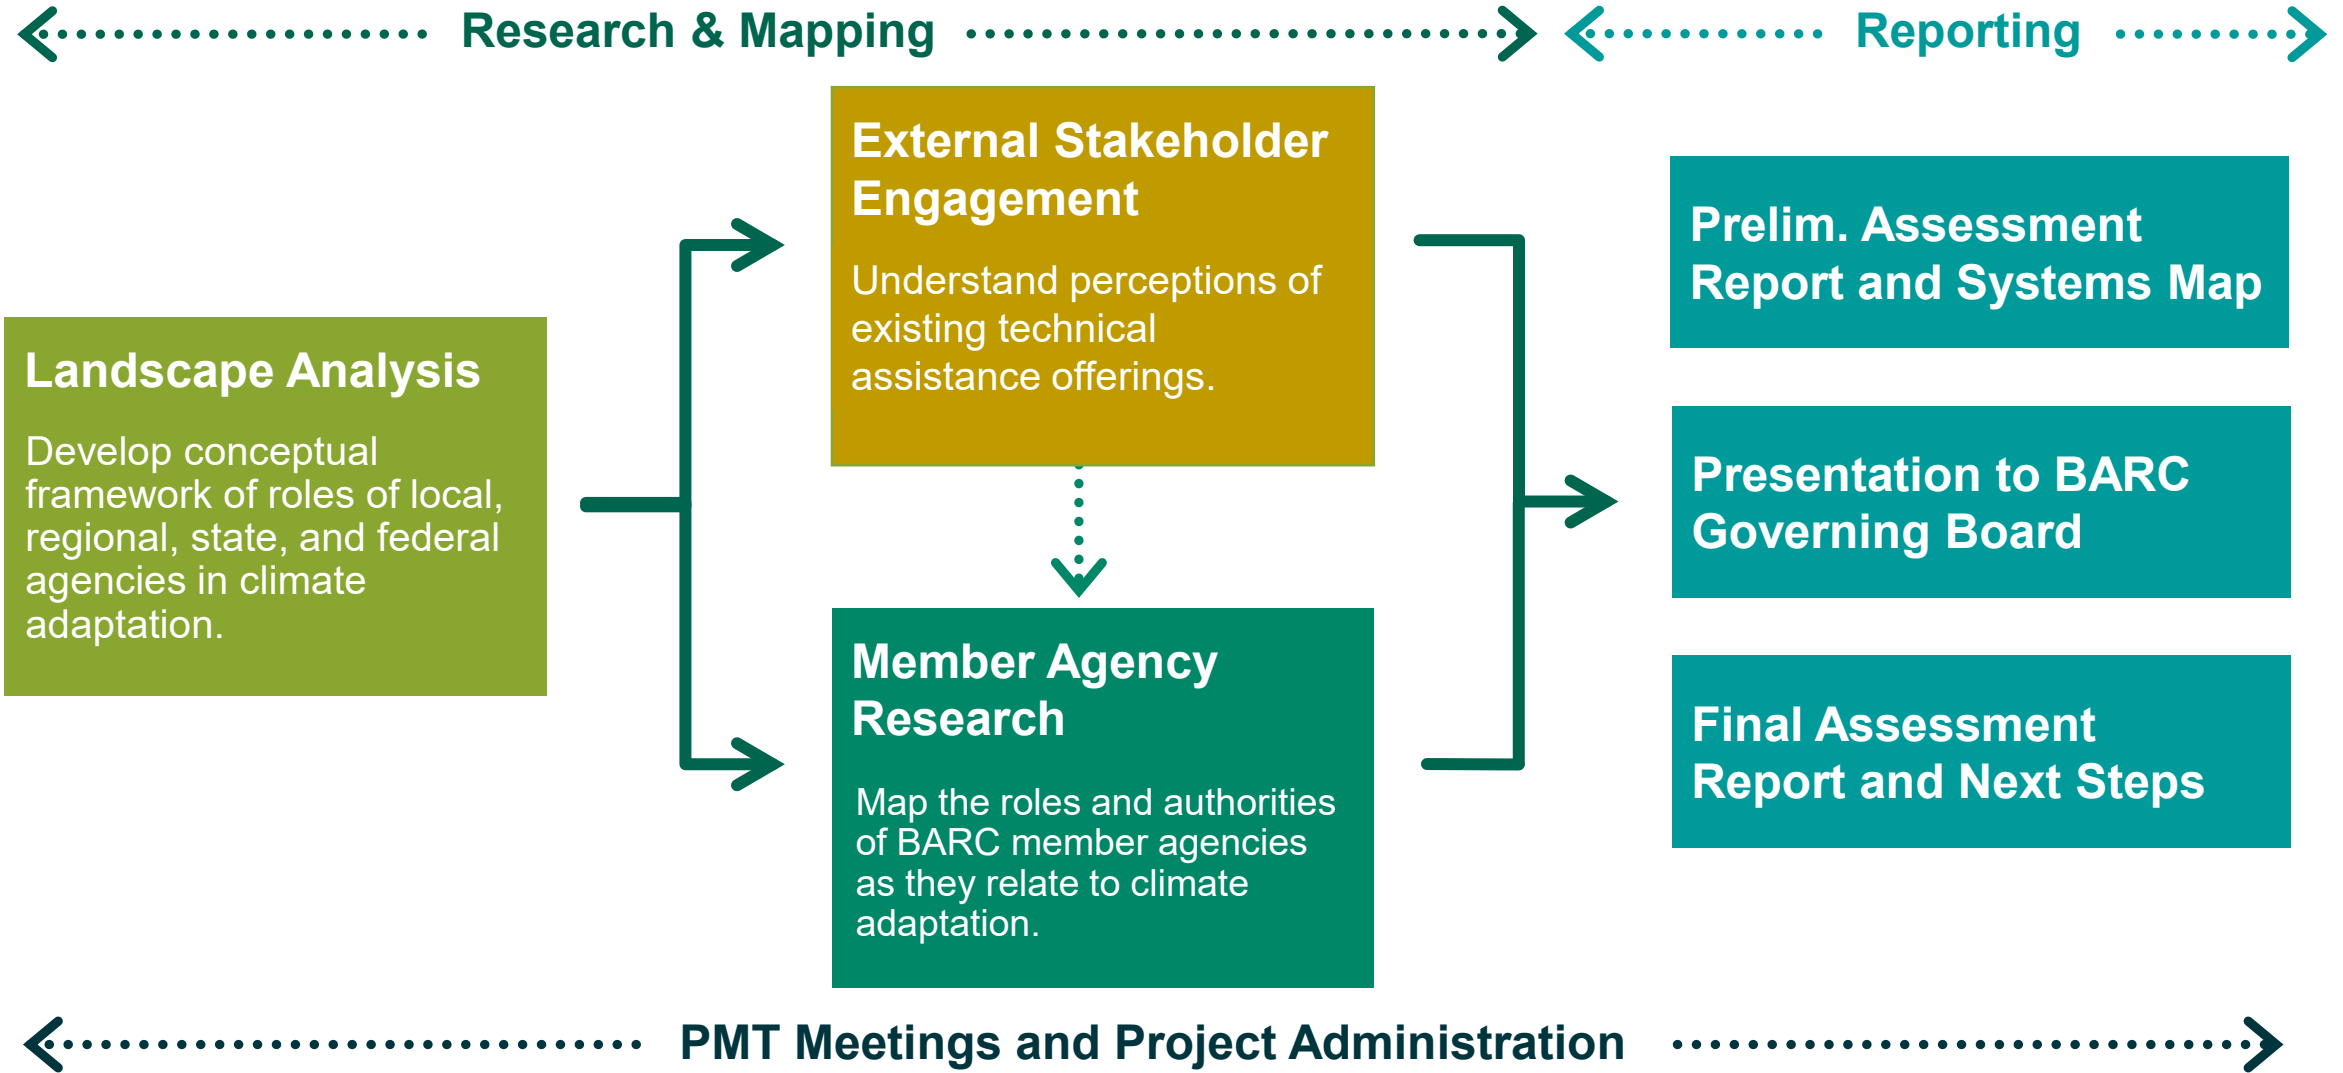 Research & Mapping
Reporting
Landscape Analysis
Develop conceptual
framework of roles of local,
regional, state, and federal
agencies in climate
adaptation.
External Stakeholder
Engagement
Understand perceptions of
existing technical
assistance offerings.
Member Agency
Research
Map the roles and authorities
of BARC member agencies
as they relate to climate
adaptation.
Prelim. Assessment
Report and Systems Map
Presentation to BARC
Governing Board
Final Assessment
Report and Next Steps
PMT Meetings and Project Administration